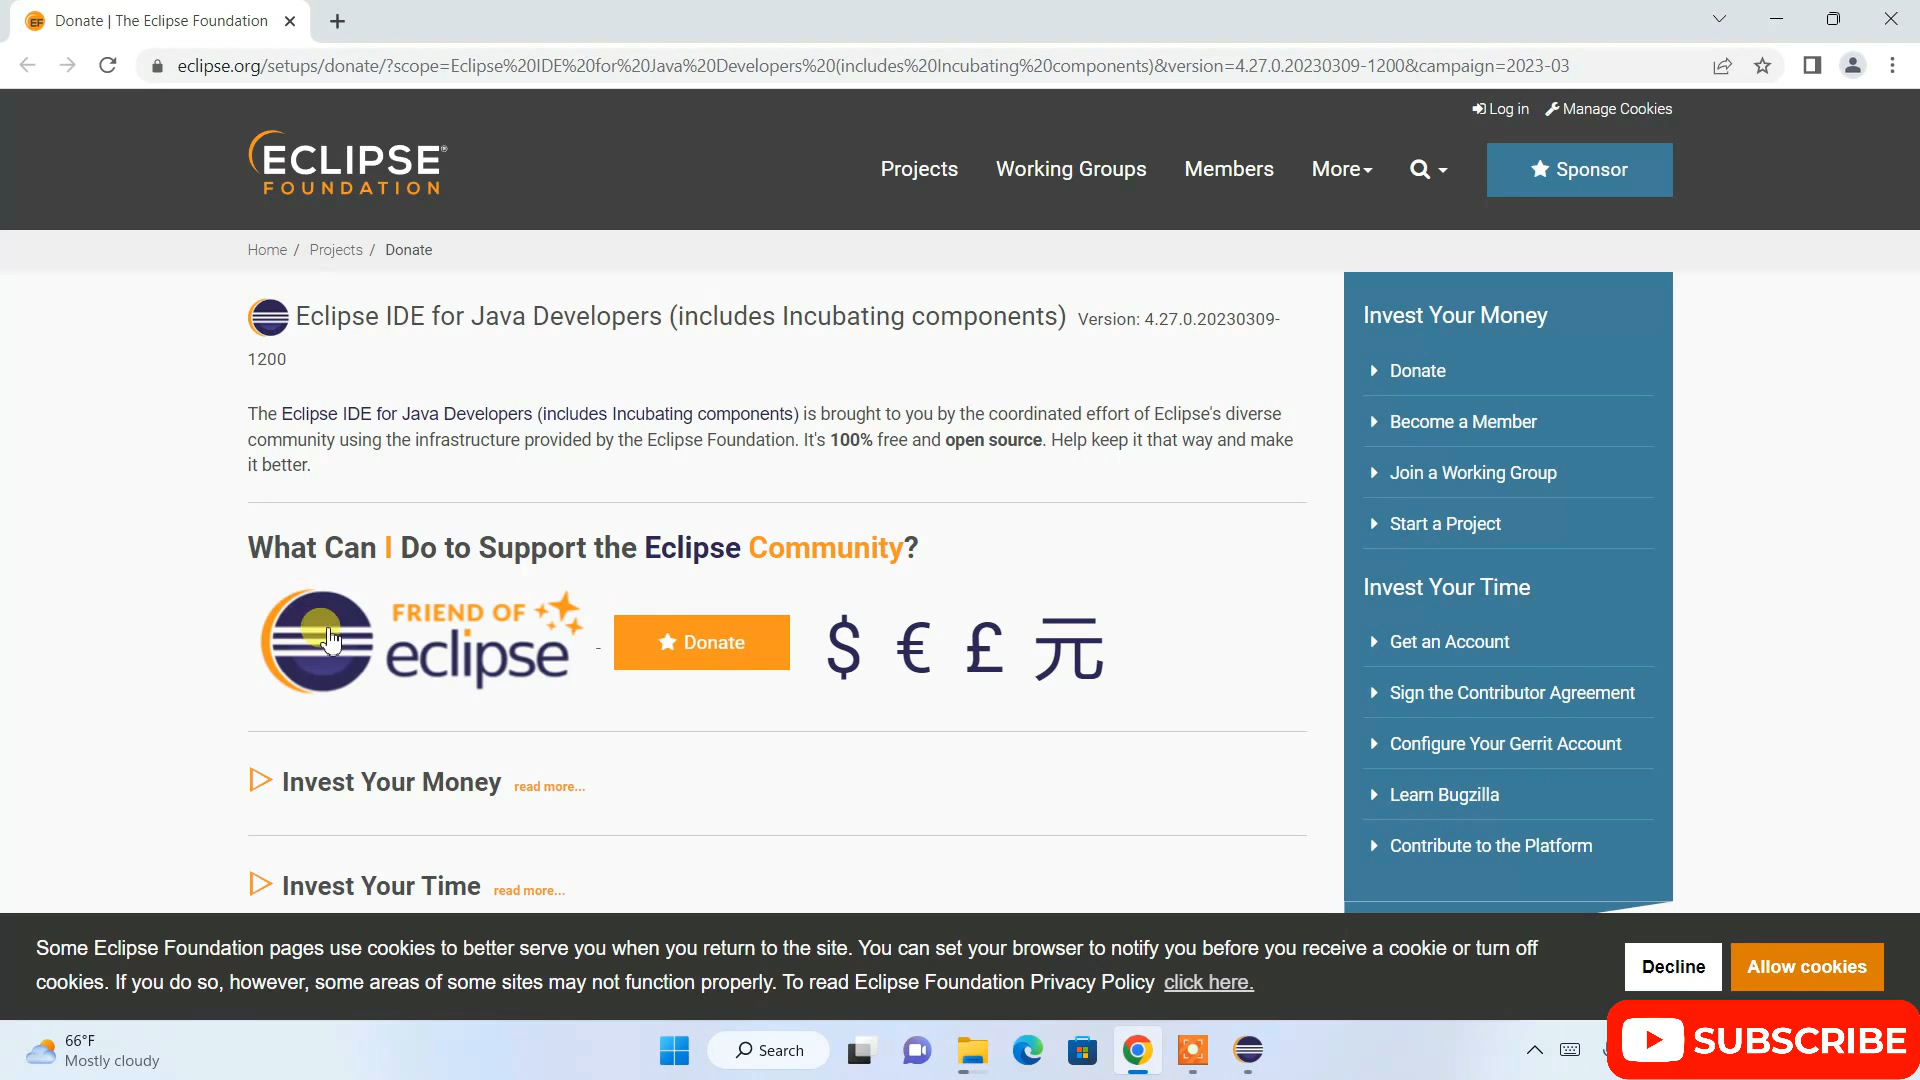 Donate | The Eclipse Foundation
eclipse.org/setups/donate/?scope=Eclipse%20IDE%20for%20Java%20Developers%20(includes%20Incubating%20components)&version=4.27.0.20230309-1200&campaign=2023-03
Log in Manage Cookies
ECLIPSE®
FOUNDATION
Projects Working Groups Members More Sponsor
Home / Projects / Donate
Eclipse IDE for Java Developers (includes Incubating components) Version: 4.27.0.20230309-
1200
The Eclipse IDE for Java Developers (includes Incubating components) is brought to you by the coordinated effort of Eclipse's diverse
community using the infrastructure provided by the Eclipse Foundation. It's 100% free and open source. Help keep it that way and make
it better.
What Can I Do to Support the Eclipse Community?
FRIEND OF
eclipse
- Donate $ € £ 元
Invest Your Money read more...
Invest Your Time read more...
Invest Your Money
Donate
Become a Member
Join a Working Group
Start a Project
Invest Your Time
Get an Account
Sign the Contributor Agreement
Configure Your Gerrit Account
Learn Bugzilla
Contribute to the Platform
Some Eclipse Foundation pages use cookies to better serve you when you return to the site. You can set your browser to notify you before you receive a cookie or turn off
cookies. If you do so, however, some areas of some sites may not function properly. To read Eclipse Foundation Privacy Policy click here.
Decline Allow cookies
66°F
Mostly cloudy
Search
SUBSCRIBE